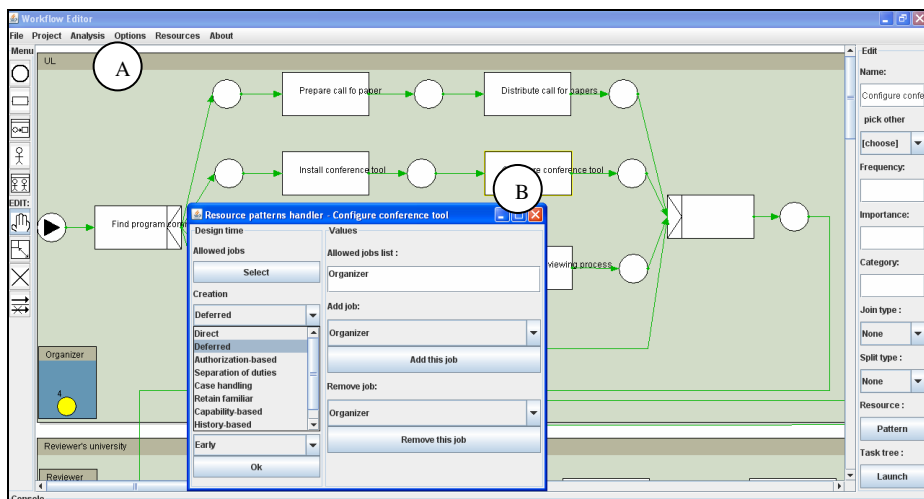 Workflow Editor
File Project Analysis Options Resources About
Menu
UL
A
Prepare call fo paper
Distribute call for papers
Install conference tool
conference tool
B
EDIT:
Find program
reviewing process
Organizer
4
Reviewer's university
Reviewer
Console
Resource patterns handler - Configure conference tool
Design time
Allowed jobs
Select
Creation
Deferred
Direct
Deferred
Authorization-based
Separation of duties
Case handling
Retain familiar
Capability-based
History-based
Early
Ok
Values
Allowed jobs list :
Organizer
Add job:
Organizer
Add this job
Remove job:
Organizer
Remove this job
Edit
Name:
Configure confe
pick other
[choose]
Frequency:
Importance:
Category:
Join type :
None
Split type :
None
Resource :
Pattern
Task tree :
Launch